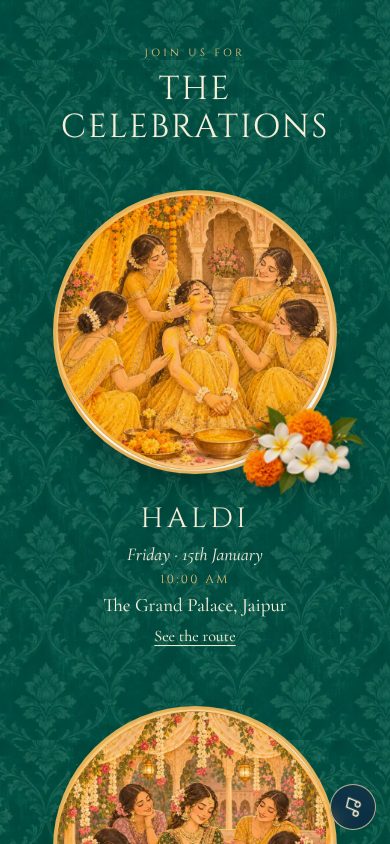 JOIN US FOR
THE
CELEBRATIONS
HALDI
Friday · 15th January
10:00 AM
The Grand Palace, Jaipur
See the route